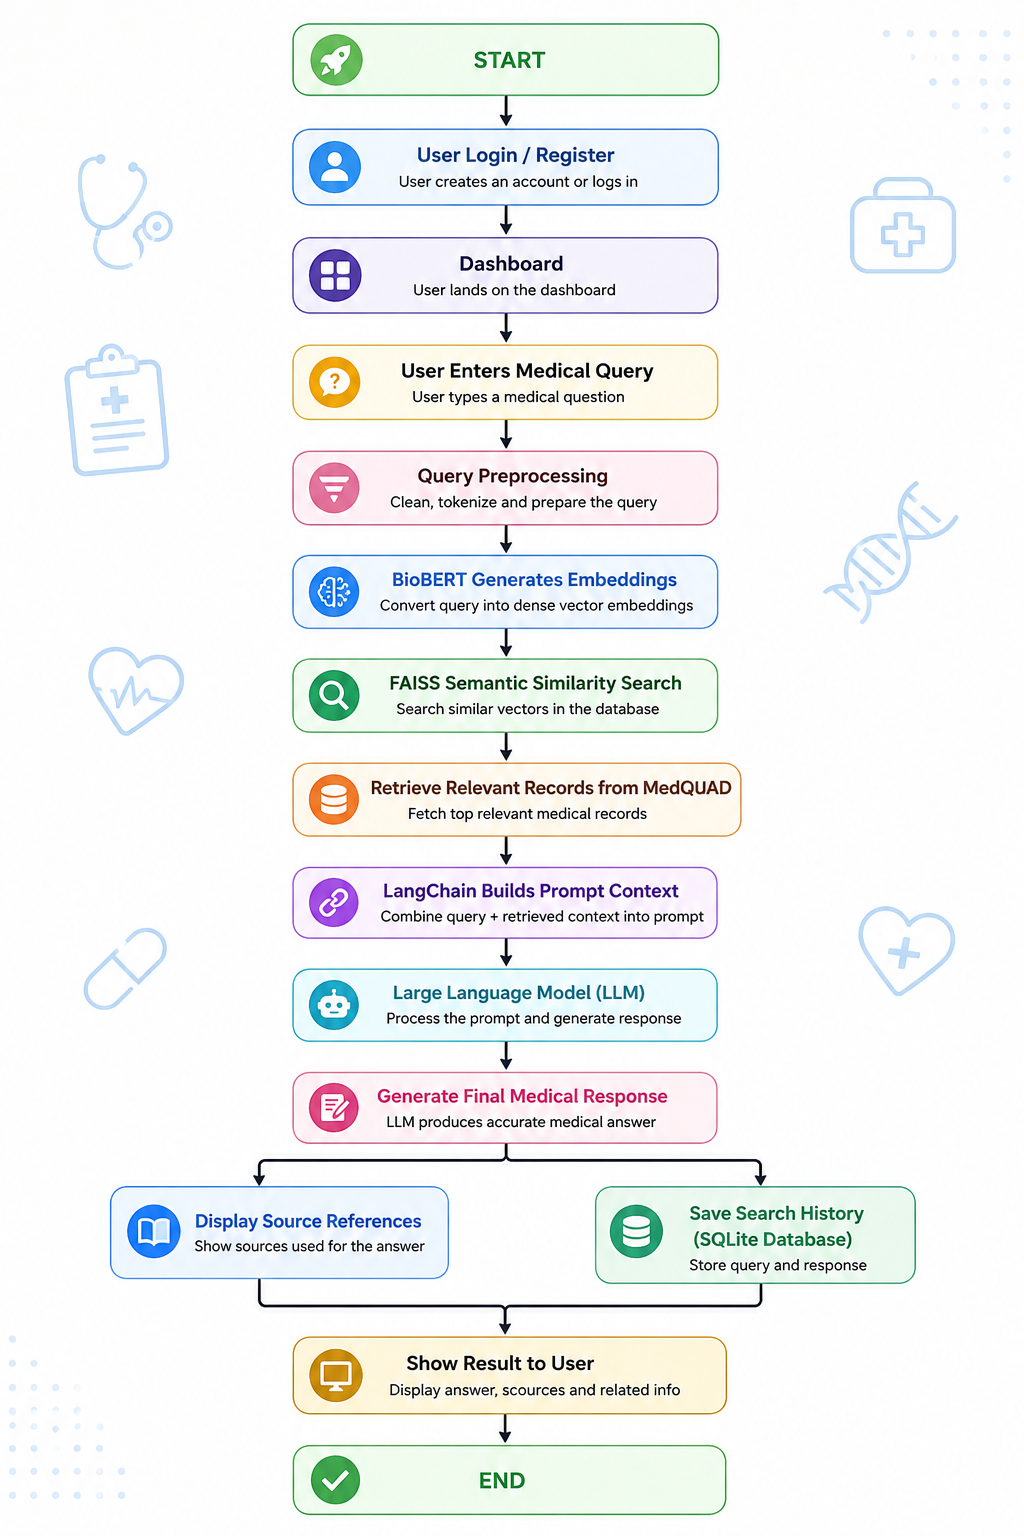 START
User Login / Register
User creates an account or logs in
Dashboard
User lands on the dashboard
User Enters Medical Query
User types a medical question
Query Preprocessing
Clean, tokenize and prepare the query
BioBERT Generates Embeddings
Convert query into dense vector embeddings
FAISS Semantic Similarity Search
Search similar vectors in the database
Retrieve Relevant Records from MedQUAD
Fetch top relevant medical records
LangChain Builds Prompt Context
Combine query + retrieved context into prompt
Large Language Model (LLM)
Process the prompt and generate response
Generate Final Medical Response
LLM produces accurate medical answer
Display Source References
Show sources used for the answer
Save Search History
(SQLite Database)
Store query and response
Show Result to User
Display answer, scources and related info
END